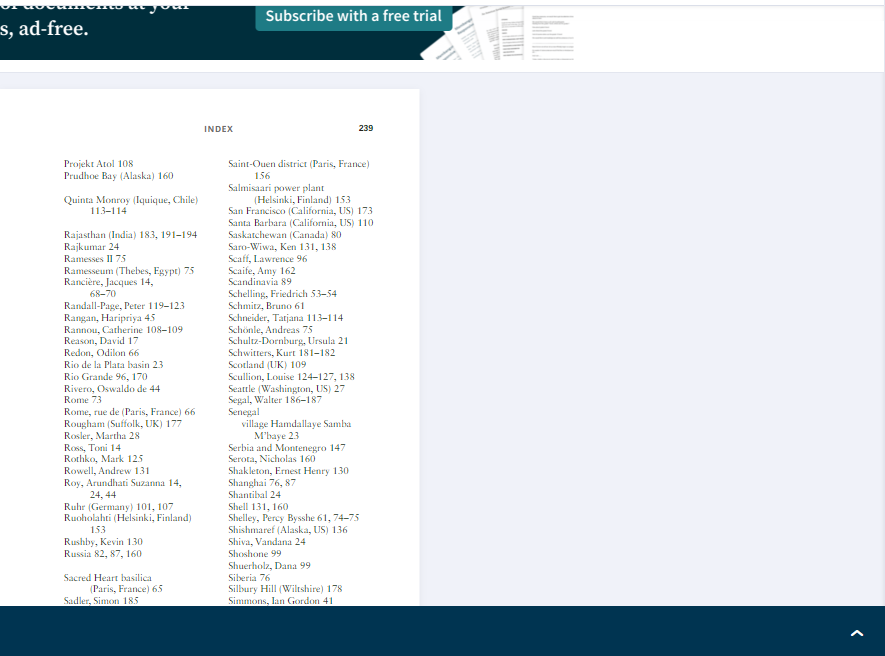 s, ad-free.
Subscribe with a free trial
INDEX
239
Projekt Atol 108
Prudhoe Bay (Alaska) 160
Quinta Monroy (Iquique, Chile)
113–114
Rajasthan (India) 183, 191–194
Rajkumar 24
Ramesses II 75
Ramesseum (Thebes, Egypt) 75
Rancière, Jacques 14,
68–70
Randall-Page, Peter 119–123
Rangan, Haripriya 45
Rannou, Catherine 108–109
Reason, David 17
Redon, Odilon 66
Rio de la Plata basin 23
Rio Grande 96, 170
Rivero, Oswaldo de 44
Rome 73
Rome, rue de (Paris, France) 66
Rougham (Suffolk, UK) 177
Rosler, Martha 28
Ross, Toni 14
Rothko, Mark 125
Rowell, Andrew 131
Roy, Arundhati Suzanna 14,
24, 44
Ruhr (Germany) 101, 107
Ruoholahti (Helsinki, Finland)
153
Rushby, Kevin 130
Russia 82, 87, 160
Sacred Heart basilica
(Paris, France) 65
Sadler, Simon 185
Saint-Ouen district (Paris, France)
156
Salmisaari power plant
(Helsinki, Finland) 153
San Francisco (California, US) 173
Santa Barbara (California, US) 110
Saskatchewan (Canada) 80
Saro-Wiwa, Ken 131, 138
Scaff, Lawrence 96
Scaife, Amy 162
Scandinavia 89
Schelling, Friedrich 53–54
Schmitz, Bruno 61
Schneider, Tatjana 113–114
Schönle, Andreas 75
Schultz-Dornburg, Ursula 21
Schwitters, Kurt 181–182
Scotland (UK) 109
Scullion, Louise 124–127, 138
Seattle (Washington, US) 27
Segal, Walter 186–187
Senegal
village Hamdallaye Samba
M'baye 23
Serbia and Montenegro 147
Serota, Nicholas 160
Shakleton, Ernest Henry 130
Shanghai 76, 87
Shantibal 24
Shell 131, 160
Shelley, Percy Bysshe 61, 74–75
Shishmaref (Alaska, US) 136
Shiva, Vandana 24
Shoshone 99
Shuerholz, Dana 99
Siberia 76
Silbury Hill (Wiltshire) 178
Simmons, Ian Gordon 41